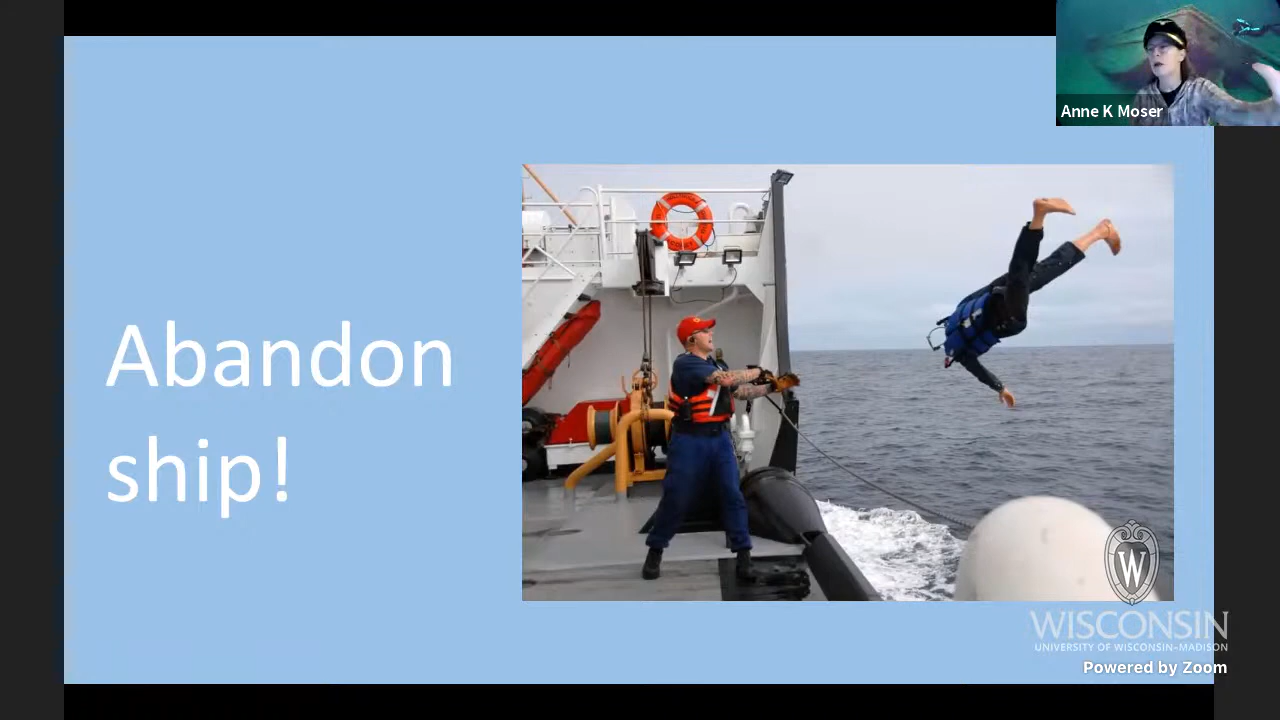 Anne K Moser
Abandon
ship!
W
WISCONSIN
UNIVERSITY OF WISCONSIN–MADISON
Powered by Zoom